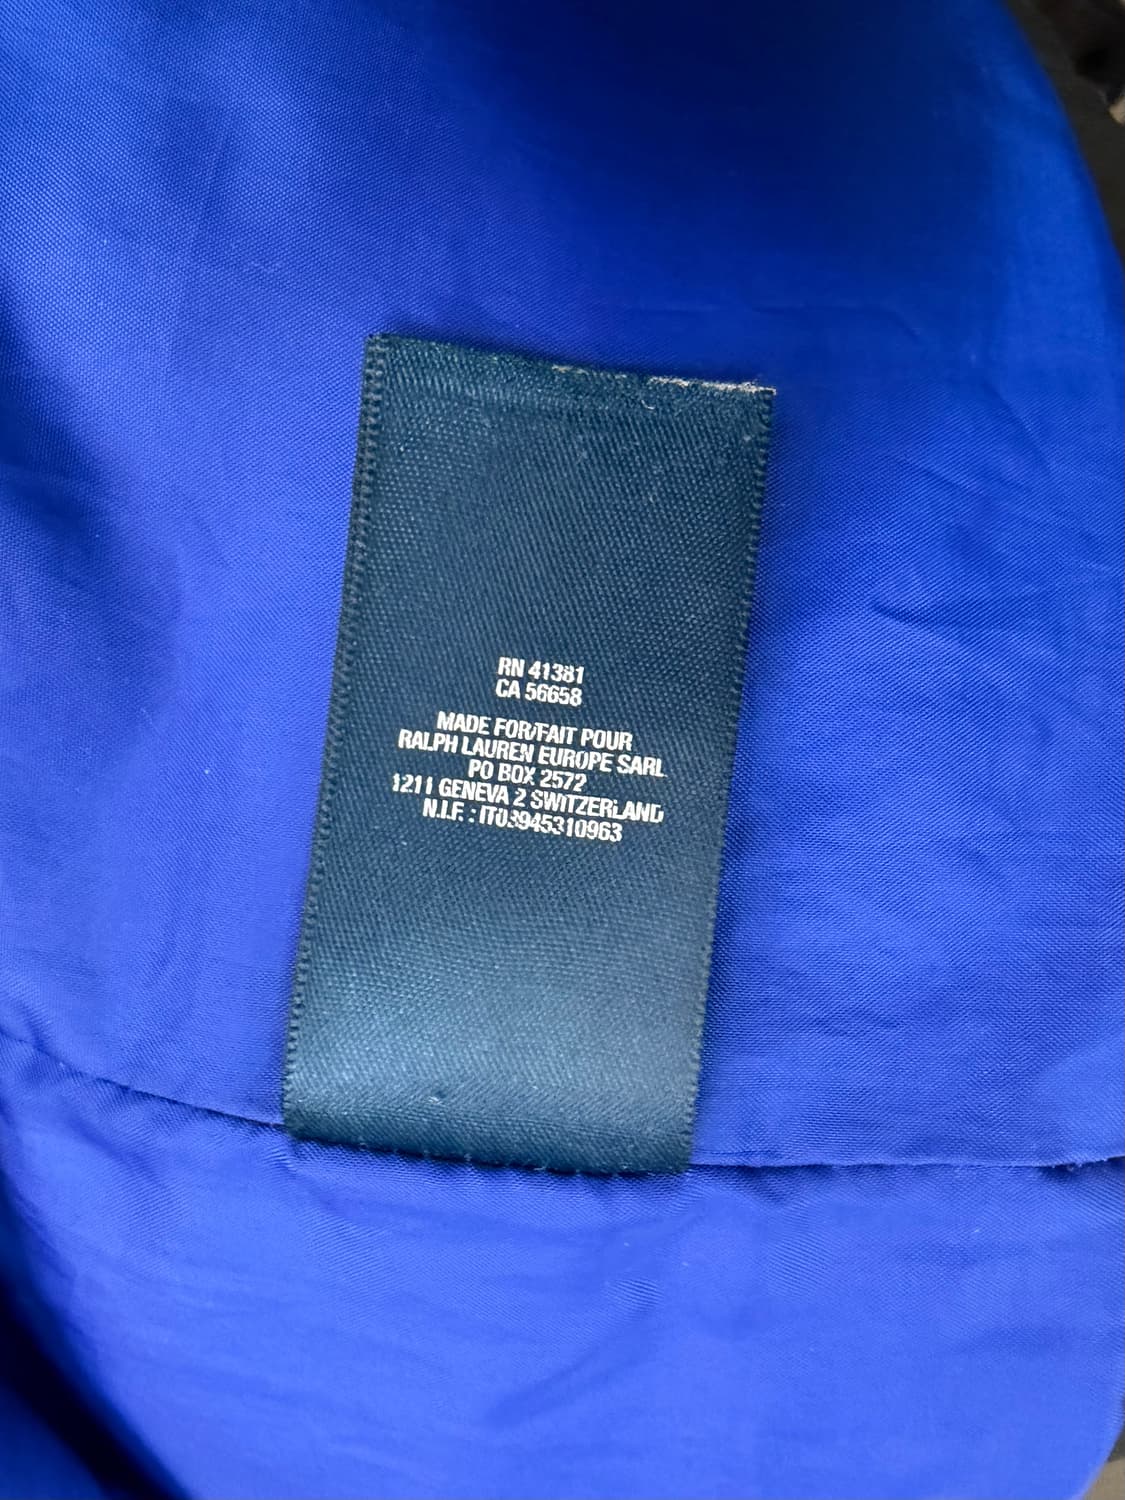 RN 41381
CA 56658
MADE FOR/FAIT POUR
RALPH LAUREN EUROPE SARL
PO BOX 2572
1211 GENEVA 2 SWITZERLAND
N.I.F. : IT03945310963